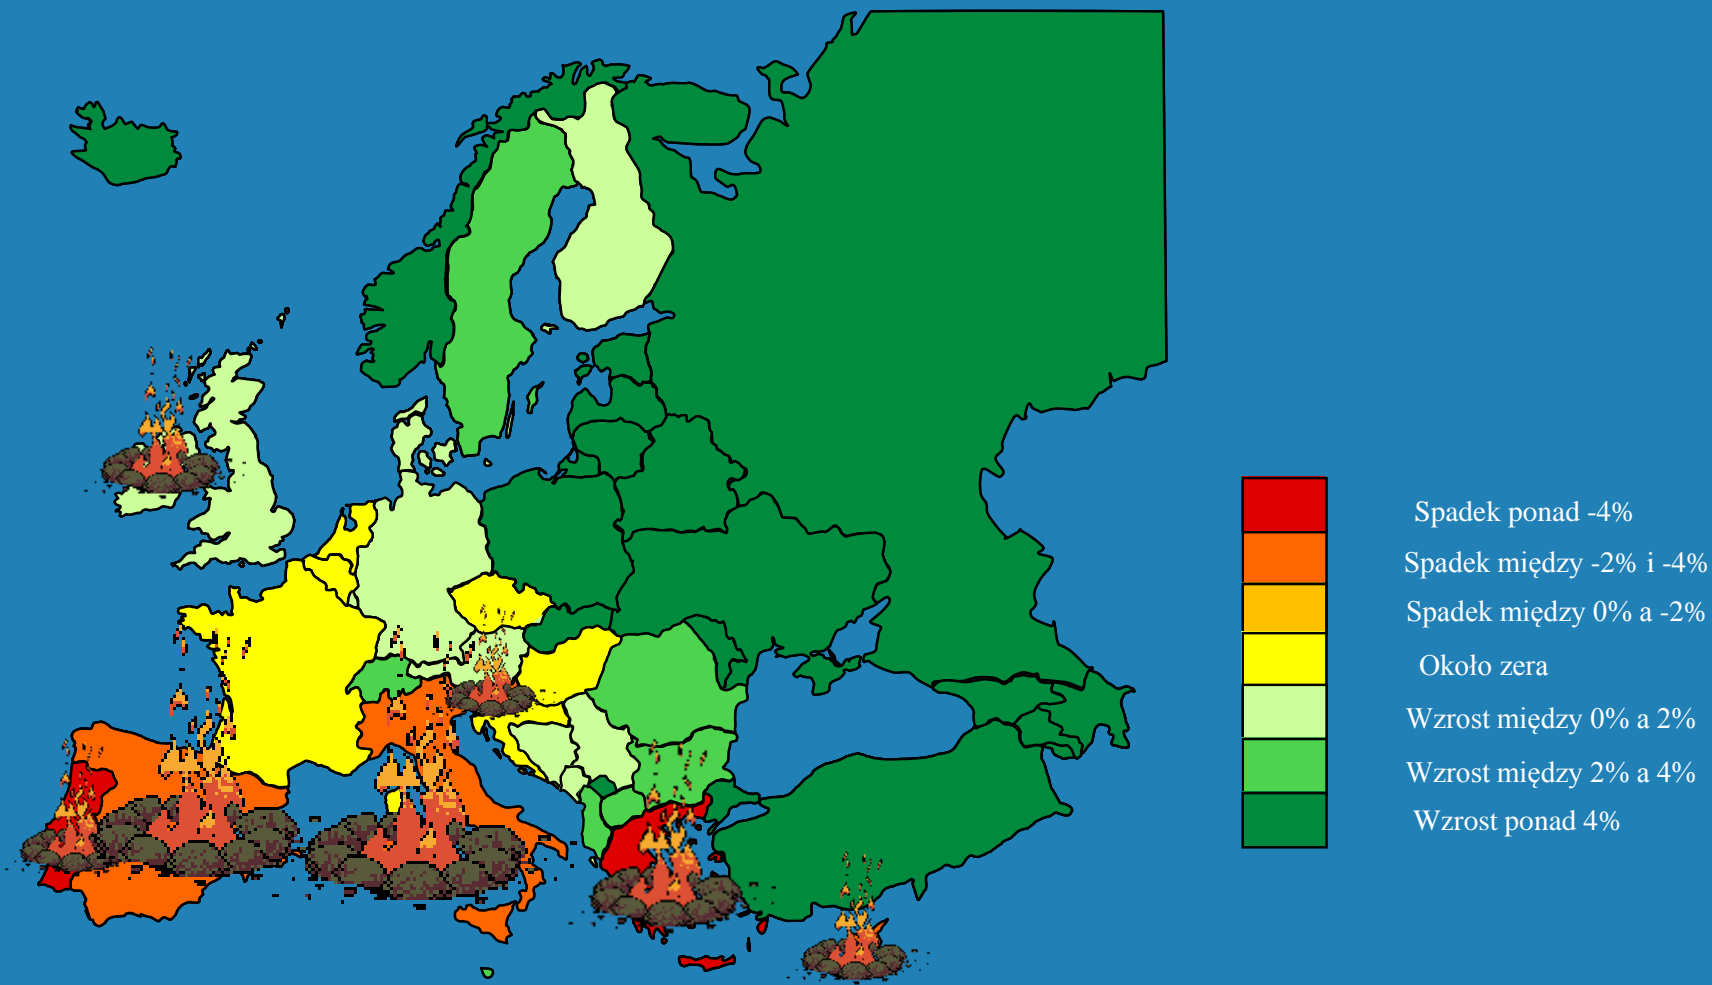 Spadek ponad -4%
Spadek między -2% i -4%
Spadek między 0% a -2%
Około zera
Wzrost między 0% a 2%
Wzrost między 2% a 4%
Wzrost ponad 4%